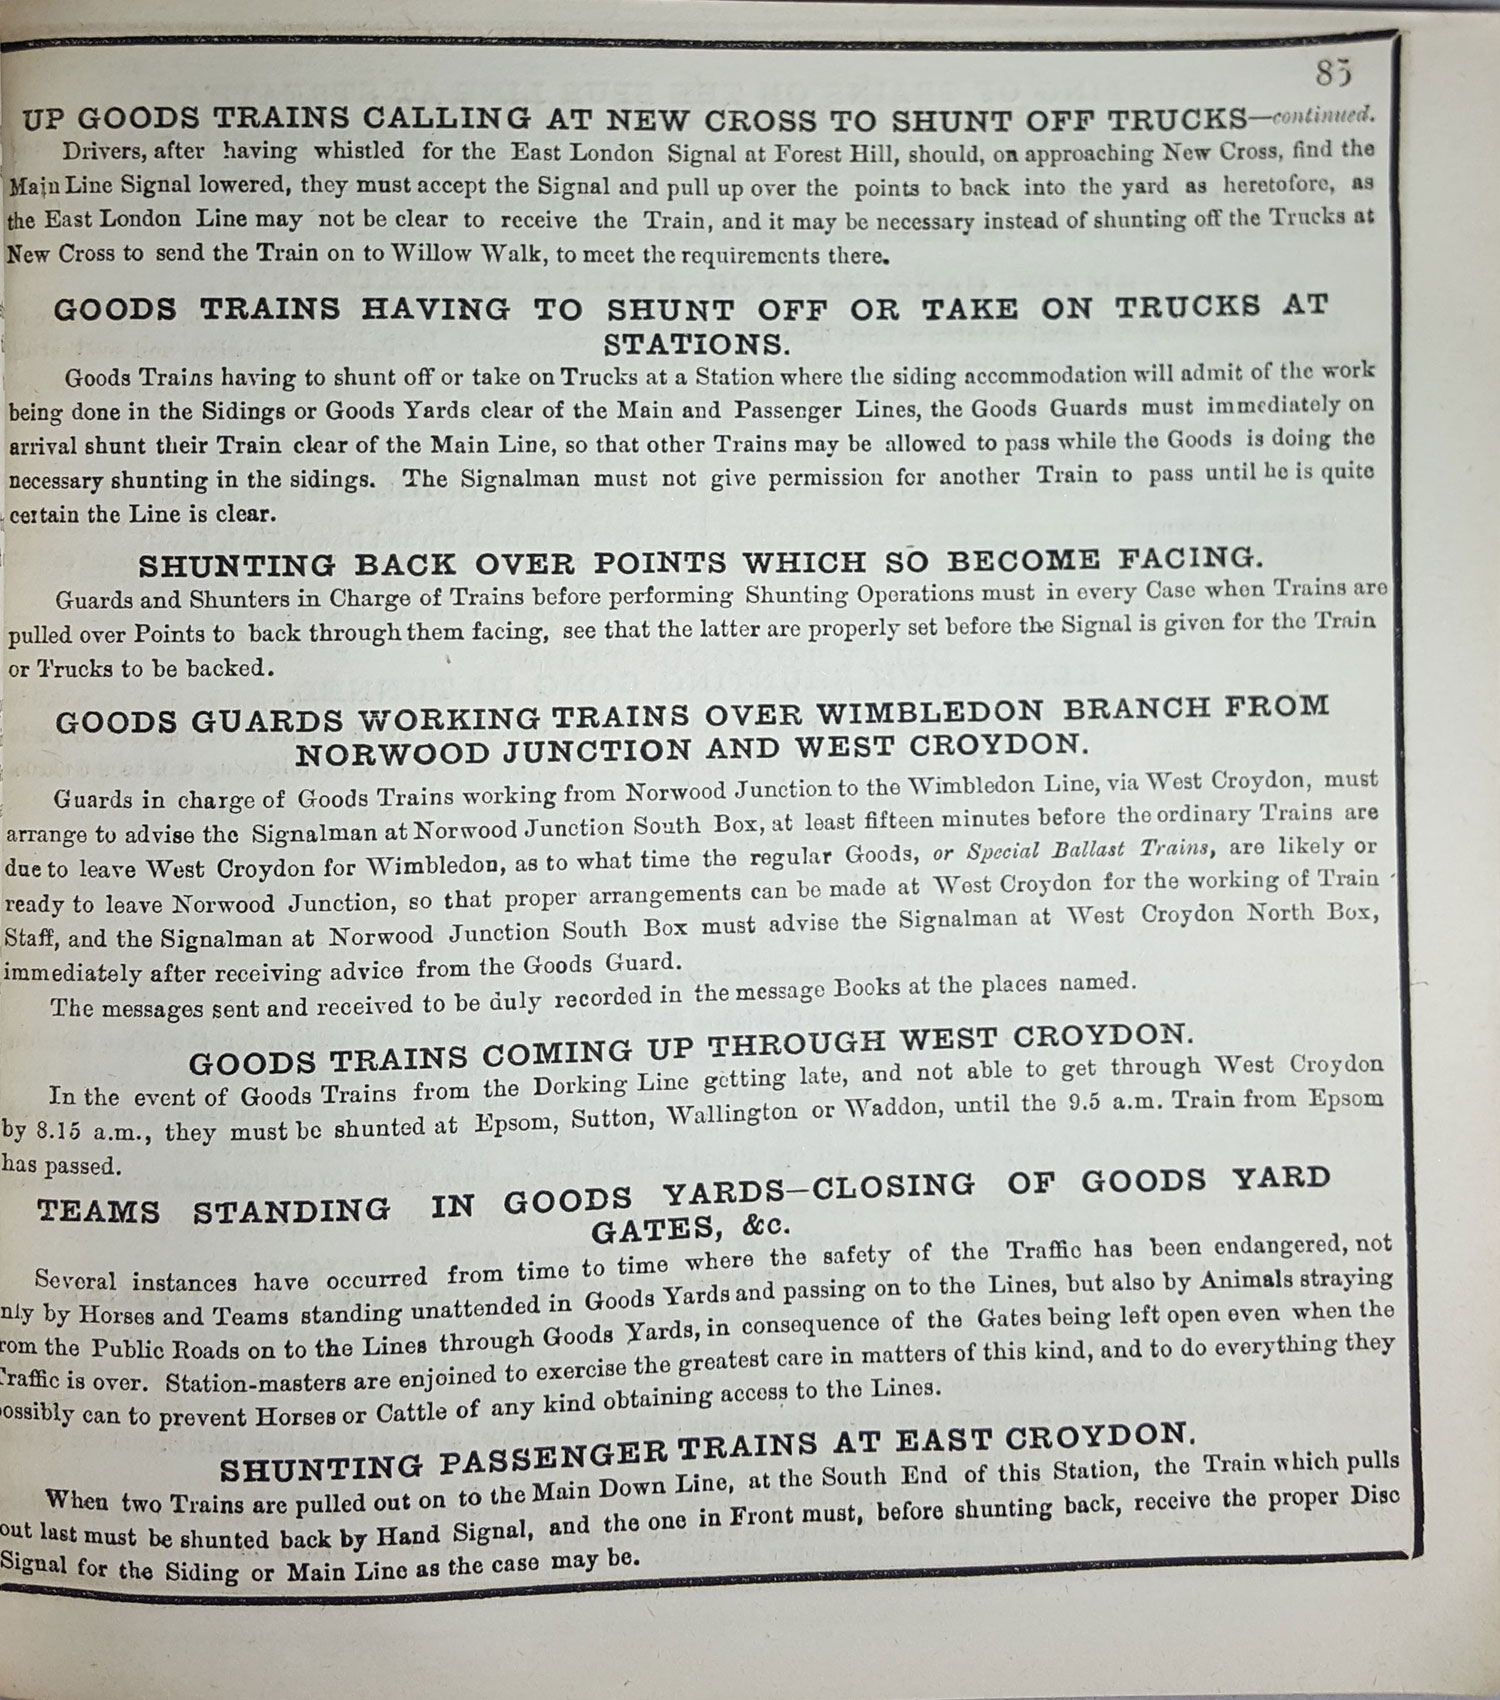 85
UP GOODS TRAINS CALLING AT NEW CROSS TO SHUNT OFF TRUCKS—continued.
Drivers, after having whistled for the East London Signal at Forest Hill, should, on approaching New Cross, find the
Main Line Signal lowered, they must accept the Signal and pull up over the points to back into the yard as heretofore, as
the East London Line may not be clear to receive the Train, and it may be necessary instead of shunting off the Trucks at
New Cross to send the Train on to Willow Walk, to meet the requirements there.
GOODS TRAINS HAVING TO SHUNT OFF OR TAKE ON TRUCKS AT
STATIONS.
Goods Trains having to shunt off or take on Trucks at a Station where the siding accommodation will admit of the work
being done in the Sidings or Goods Yards clear of the Main and Passenger Lines, the Goods Guards must immediately on
arrival shunt their Train clear of the Main Line, so that other Trains may be allowed to pass while the Goods is doing the
necessary shunting in the sidings. The Signalman must not give permission for another Train to pass until he is quite
certain the Line is clear.
SHUNTING BACK OVER POINTS WHICH SO BECOME FACING.
Guards and Shunters in Charge of Trains before performing Shunting Operations must in every Case when Trains are
pulled over Points to back through them facing, see that the latter are properly set before the Signal is given for the Train
or Trucks to be backed.
GOODS GUARDS WORKING TRAINS OVER WIMBLEDON BRANCH FROM
NORWOOD JUNCTION AND WEST CROYDON.
Guards in charge of Goods Trains working from Norwood Junction to the Wimbledon Line, via West Croydon, must
arrange to advise the Signalman at Norwood Junction South Box, at least fifteen minutes before the ordinary Trains are
due to leave West Croydon for Wimbledon, as to what time the regular Goods, or Special Ballast Trains, are likely or
ready to leave Norwood Junction, so that proper arrangements can be made at West Croydon for the working of Train
Staff, and the Signalman at Norwood Junction South Box must advise the Signalman at West Croydon North Box,
immediately after receiving advice from the Goods Guard.
The messages sent and received to be duly recorded in the message Books at the places named.
GOODS TRAINS COMING UP THROUGH WEST CROYDON.
In the event of Goods Trains from the Dorking Line getting late, and not able to get through West Croydon
by 8.15 a.m., they must be shunted at Epsom, Sutton, Wallington or Waddon, until the 9.5 a.m. Train from Epsom
has passed.
TEAMS STANDING IN GOODS YARDS—CLOSING OF GOODS YARD
GATES, &c.
Several instances have occurred from time to time where the safety of the Traffic has been endangered, not
nly by Horses and Teams standing unattended in Goods Yards and passing on to the Lines, but also by Animals straying
rom the Public Roads on to the Lines through Goods Yards, in consequence of the Gates being left open even when the
Traffic is over. Station-masters are enjoined to exercise the greatest care in matters of this kind, and to do everything they
possibly can to prevent Horses or Cattle of any kind obtaining access to the Lines.
SHUNTING PASSENGER TRAINS AT EAST CROYDON.
When two Trains are pulled out on to the Main Down Line, at the South End of this Station, the Train which pulls
out last must be shunted back by Hand Signal, and the one in Front must, before shunting back, receive the proper Disc
Signal for the Siding or Main Line as the case may be.